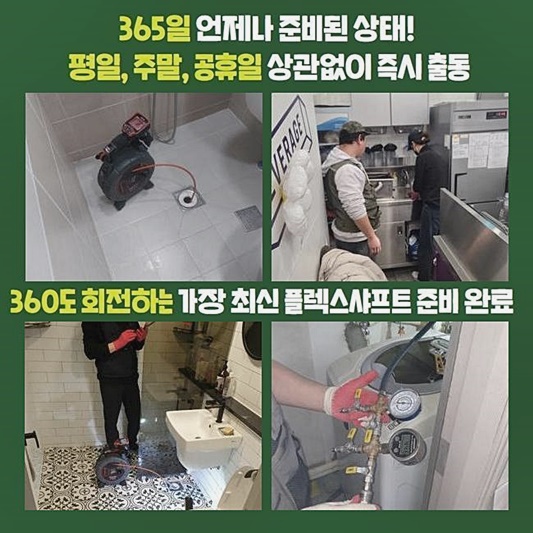 365일 언제나 준비된 상태!
평일, 주말, 공휴일 상관없이 즉시 출동
VERAGE
360도 회전하는 가장 최신 플렉스샤프트 준비 완료